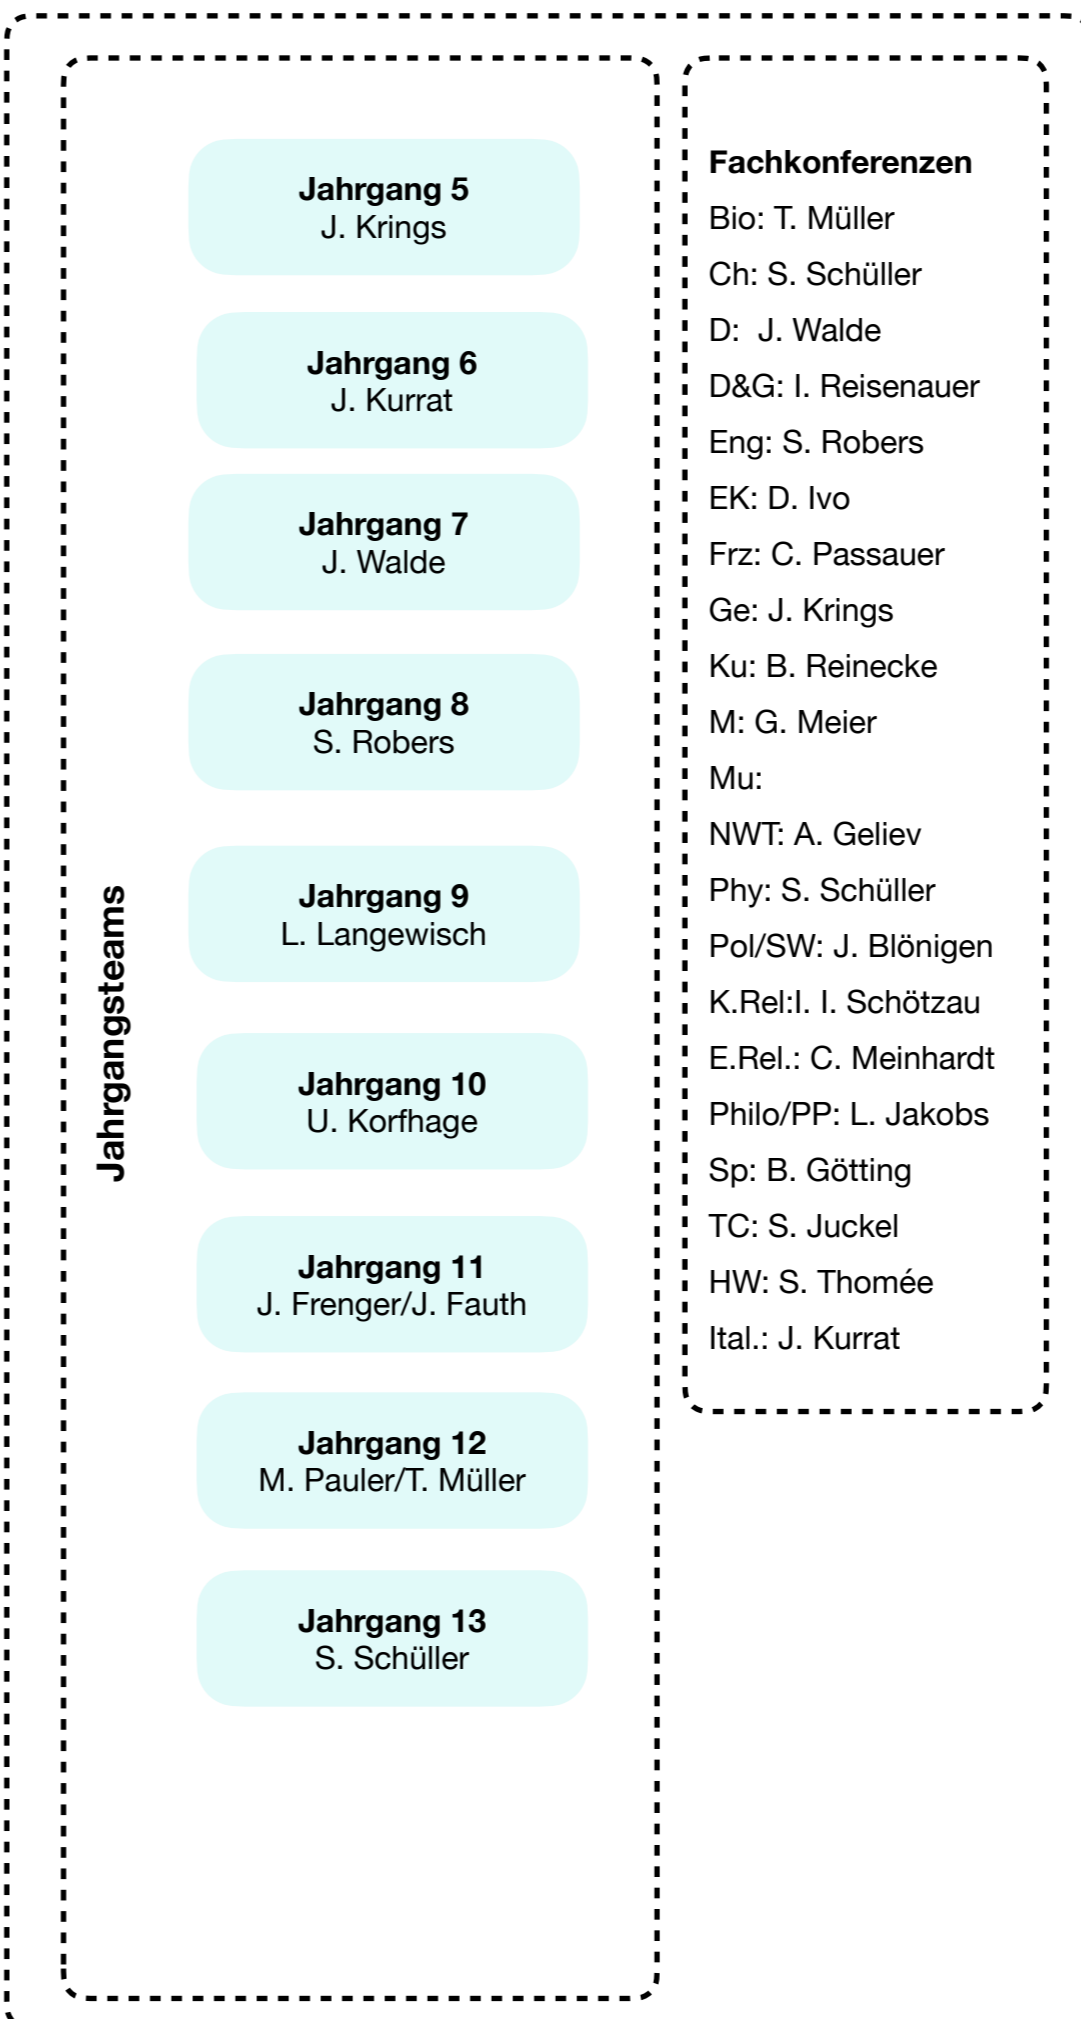 Jahrgangsteams
Jahrgang 5
J. Krings
Jahrgang 6
J. Kurrat
Jahrgang 7
J. Walde
Jahrgang 8
S. Robers
Jahrgang 9
L. Langewisch
Jahrgang 10
U. Korfhage
Jahrgang 11
J. Frenger/J. Fauth
Jahrgang 12
M. Pauler/T. Müller
Jahrgang 13
S. Schüller
Fachkonferenzen
Bio: T. Müller
Ch: S. Schüller
D:  J. Walde
D&G: I. Reisenauer
Eng: S. Robers
EK: D. Ivo
Frz: C. Passauer
Ge: J. Krings
Ku: B. Reinecke
M: G. Meier
Mu:
NWT: A. Geliev
Phy: S. Schüller
Pol/SW: J. Blönigen
K.Rel:I. I. Schötzau
E.Rel.: C. Meinhardt
Philo/PP: L. Jakobs
Sp: B. Götting
TC: S. Juckel
HW: S. Thomée
Ital.: J. Kurrat